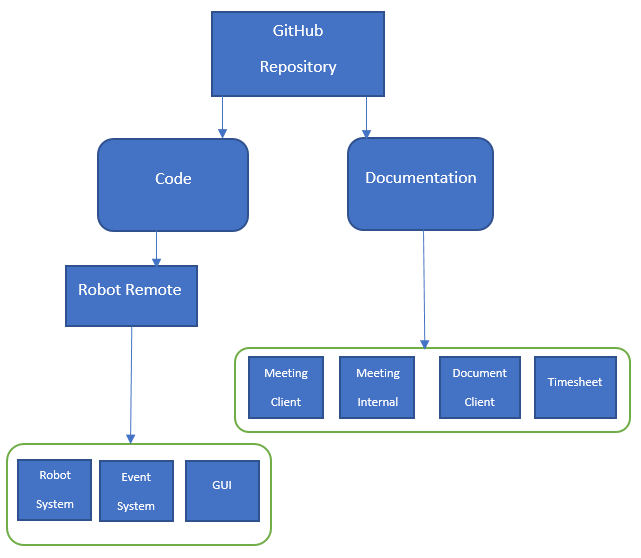 GitHub
Repository
Code
Documentation
Robot Remote
Meeting
Client
Meeting
Internal
Document
Client
Timesheet
Robot
System
Event
System
GUI